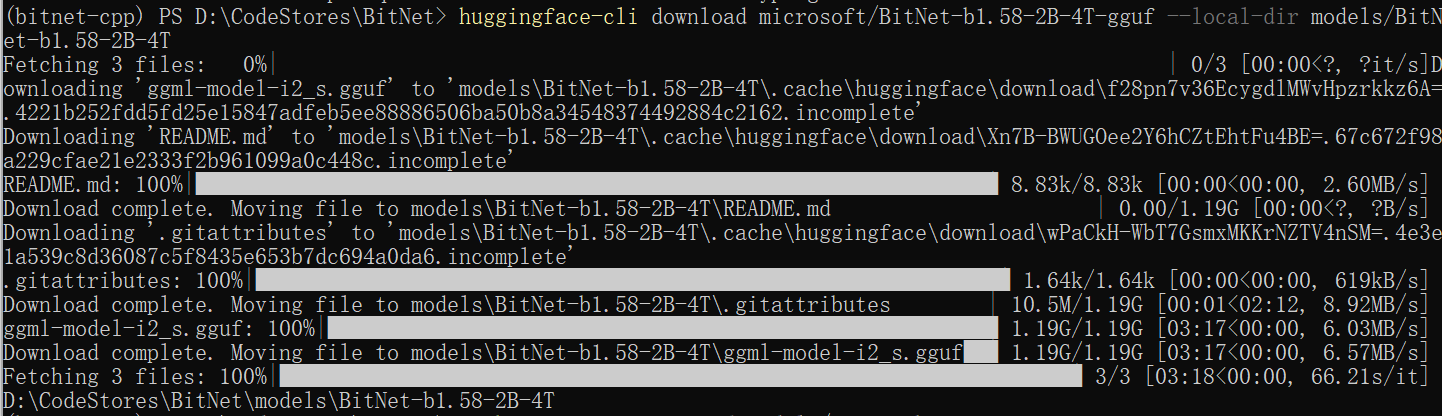 (bitnet-cpp) PS D:\CodeStores\BitNet> huggingface-cli download microsoft/BitNet-b1.58-2B-4T-gguf --local-dir models/BitN
et-b1.58-2B-4T
Fetching 3 files:   0%| | 0/3 [00:00<?, ?it/s]D
ownloading 'ggml-model-i2_s.gguf' to 'models\BitNet-b1.58-2B-4T\.cache\huggingface\download\f28pn7v36EcygdlMWvHpzrkkz6A=
.4221b252fdd5fd25e15847adfeb5ee88886506ba50b8a34548374492884c2162.incomplete'
Downloading 'README.md' to 'models\BitNet-b1.58-2B-4T\.cache\huggingface\download\Xn7B-BWUGOee2Y6hCZtEhtFu4BE=.67c672f98
a229cfae21e2333f2b961099a0c448c.incomplete'
README.md: 100%| | 8.83k/8.83k [00:00<00:00, 2.60MB/s]
Download complete. Moving file to models\BitNet-b1.58-2B-4T\README.md | 0.00/1.19G [00:00<?, ?B/s]
Downloading '.gitattributes' to 'models\BitNet-b1.58-2B-4T\.cache\huggingface\download\wPaCkH-WbT7GsmxMKKrNZTV4nSM=.4e3e
1a539c8d36087c5f8435e653b7dc694a0da6.incomplete'
.gitattributes: 100%| | 1.64k/1.64k [00:00<00:00, 619kB/s]
Download complete. Moving file to models\BitNet-b1.58-2B-4T\.gitattributes | 10.5M/1.19G [00:01<02:12, 8.92MB/s]
ggml-model-i2_s.gguf: 100%| | 1.19G/1.19G [03:17<00:00, 6.03MB/s]
Download complete. Moving file to models\BitNet-b1.58-2B-4T\ggml-model-i2_s.gguf | 1.19G/1.19G [03:17<00:00, 6.57MB/s]
Fetching 3 files: 100%| | 3/3 [03:18<00:00, 66.21s/it]
D:\CodeStores\BitNet\models\BitNet-b1.58-2B-4T